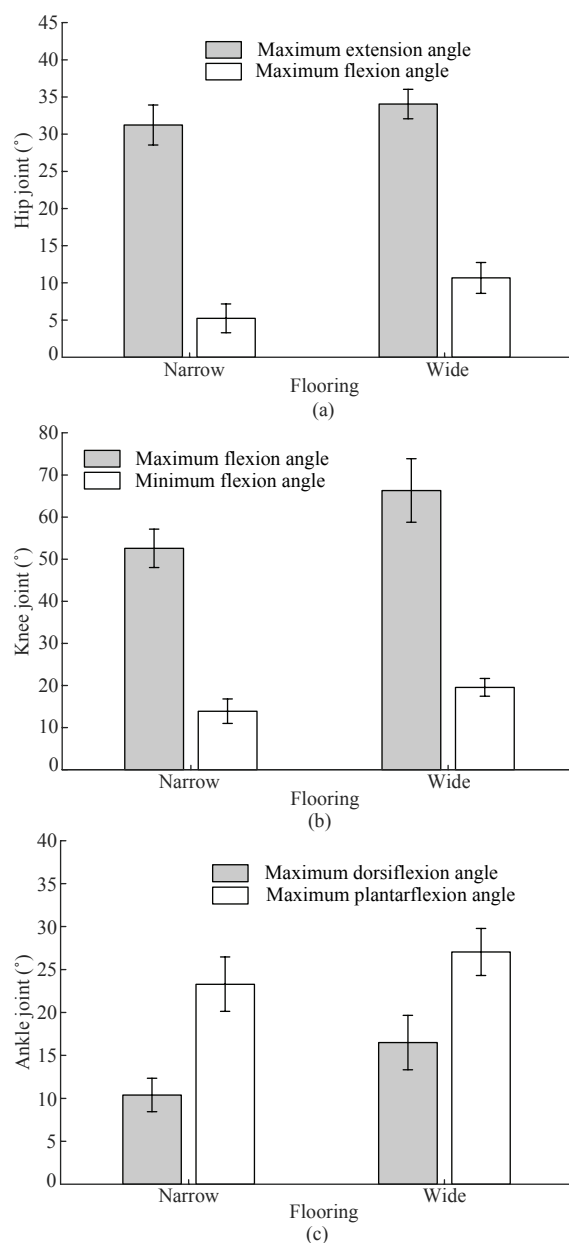 45
40
35
30
25
20
15
10
5
0
Hip joint (°)
Maximum extension angle
Maximum flexion angle
Narrow
Wide
Flooring
(a)
80
70
60
50
40
30
20
10
0
Knee joint (°)
Maximum flexion angle
Minimum flexion angle
Narrow
Wide
Flooring
(b)
40
35
30
25
20
15
10
5
0
Ankle joint (°)
Maximum dorsiflexion angle
Maximum plantarflexion angle
Narrow
Wide
Flooring
(c)